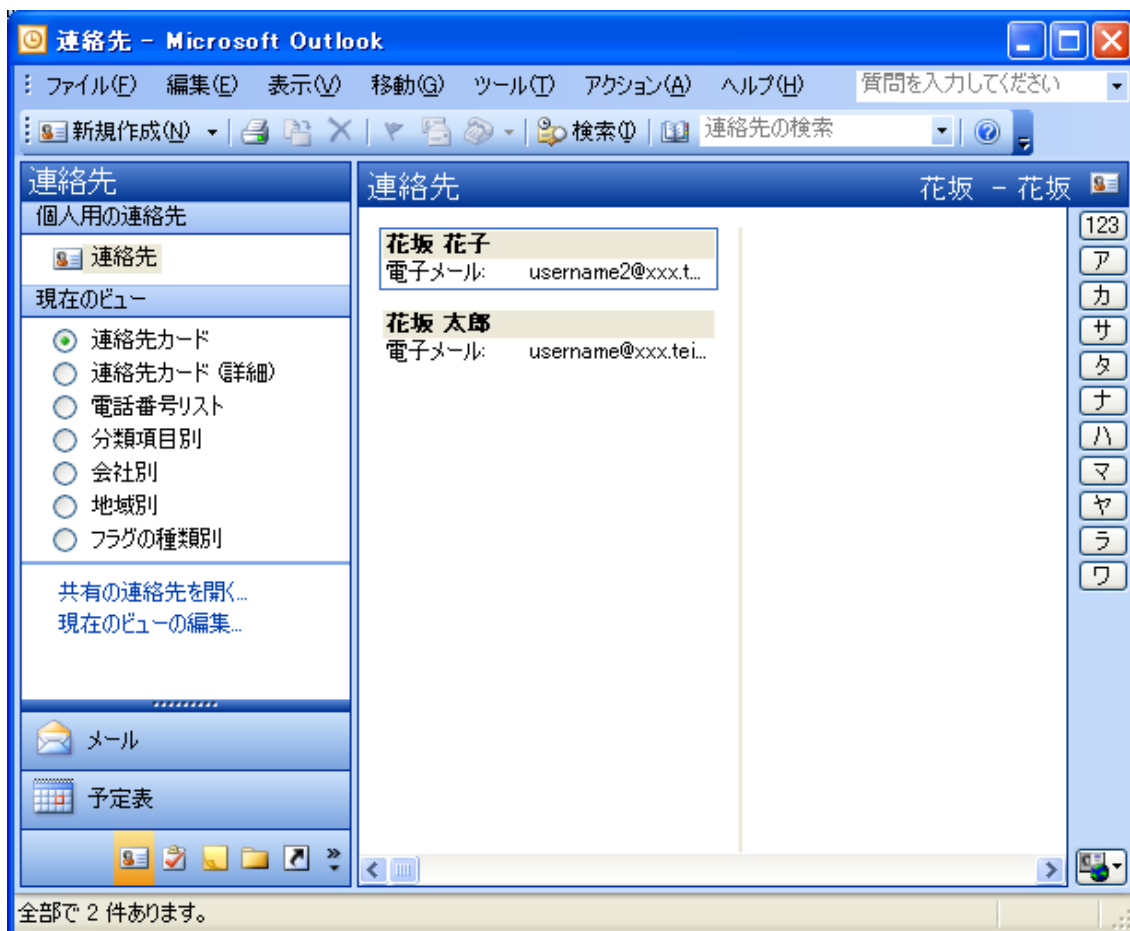 連絡先 - Microsoft Outlook
ファイル(F) 編集(E) 表示(V) 移動(G) ツール(T) アクション(A) ヘルプ(H) 質問を入力してください
新規作成(N) 検索(I) 連絡先の検索
連絡先
個人用の連絡先
連絡先
現在のビュー
連絡先カード
連絡先カード (詳細)
電話番号リスト
分類項目別
会社別
地域別
フラグの種類別
共有の連絡先を開く...
現在のビューの編集...
メール
予定表
連絡先 花坂 - 花坂
花坂 花子
電子メール: username2@xxx.t...
花坂 太郎
電子メール: username@xxx.tei...
123
ア
カ
サ
タ
ナ
ハ
マ
ヤ
ラ
ワ
全部で 2 件あります。